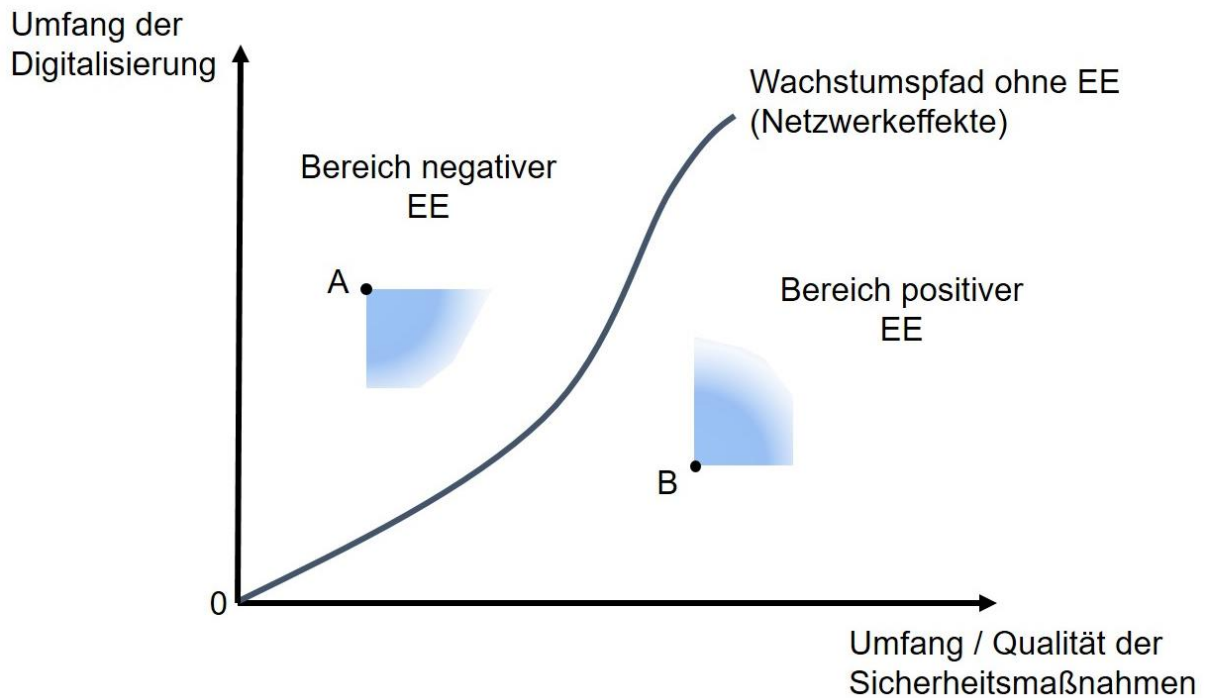 Umfang der
Digitalisierung
Wachstumspfad ohne EE
(Netzwerkeffekte)
Bereich negativer
EE
A
Bereich positiver
EE
B
0
Umfang / Qualität der
Sicherheitsmaßnahmen